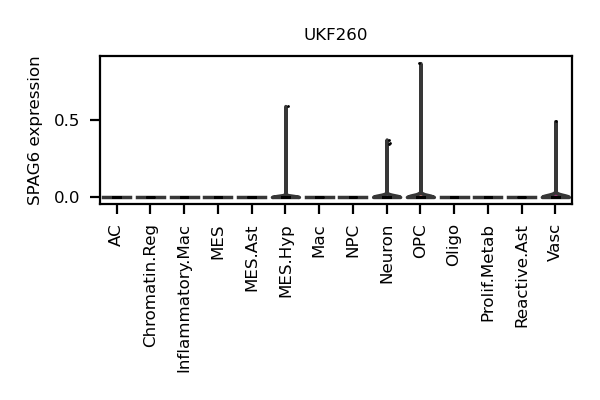 UKF260
SPAG6 expression
0.5
0.0
AC
Chromatin.Reg
Inflammatory.Mac
MES
MES.Ast
MES.Hyp
Mac
NPC
Neuron
OPC
Oligo
Prolif.Metab
Reactive.Ast
Vasc